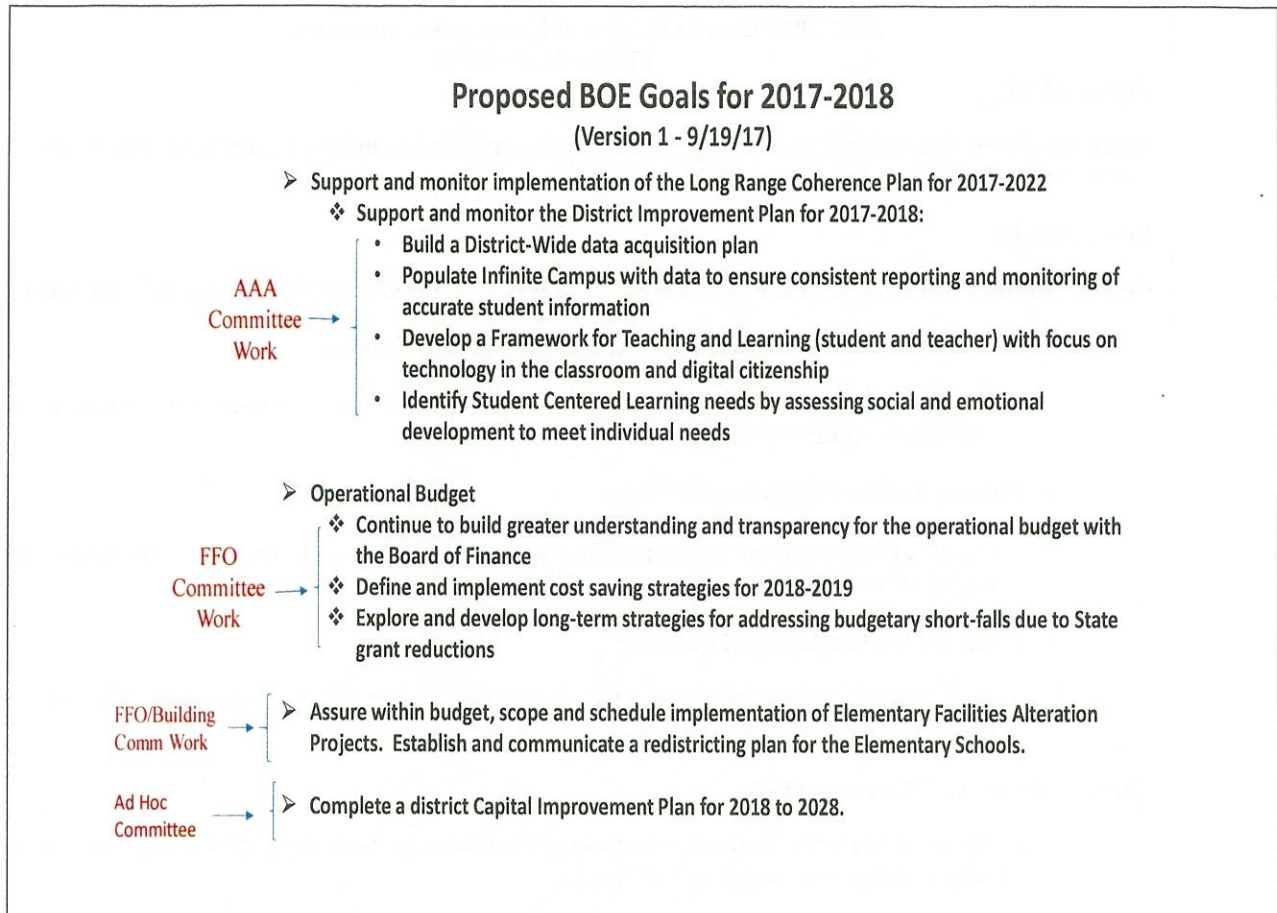 Proposed BOE Goals for 2017-2018
(Version 1 - 9/19/17)
➢ Support and monitor implementation of the Long Range Coherence Plan for 2017-2022
❖ Support and monitor the District Improvement Plan for 2017-2018:
AAA
Committee
Work
• Build a District-Wide data acquisition plan
• Populate Infinite Campus with data to ensure consistent reporting and monitoring of
accurate student information
• Develop a Framework for Teaching and Learning (student and teacher) with focus on
technology in the classroom and digital citizenship
• Identify Student Centered Learning needs by assessing social and emotional
development to meet individual needs
➢ Operational Budget
FFO
Committee
Work
❖ Continue to build greater understanding and transparency for the operational budget with
the Board of Finance
❖ Define and implement cost saving strategies for 2018-2019
❖ Explore and develop long-term strategies for addressing budgetary short-falls due to State
grant reductions
FFO/Building
Comm Work
➢ Assure within budget, scope and schedule implementation of Elementary Facilities Alteration
Projects. Establish and communicate a redistricting plan for the Elementary Schools.
Ad Hoc
Committee
➢ Complete a district Capital Improvement Plan for 2018 to 2028.